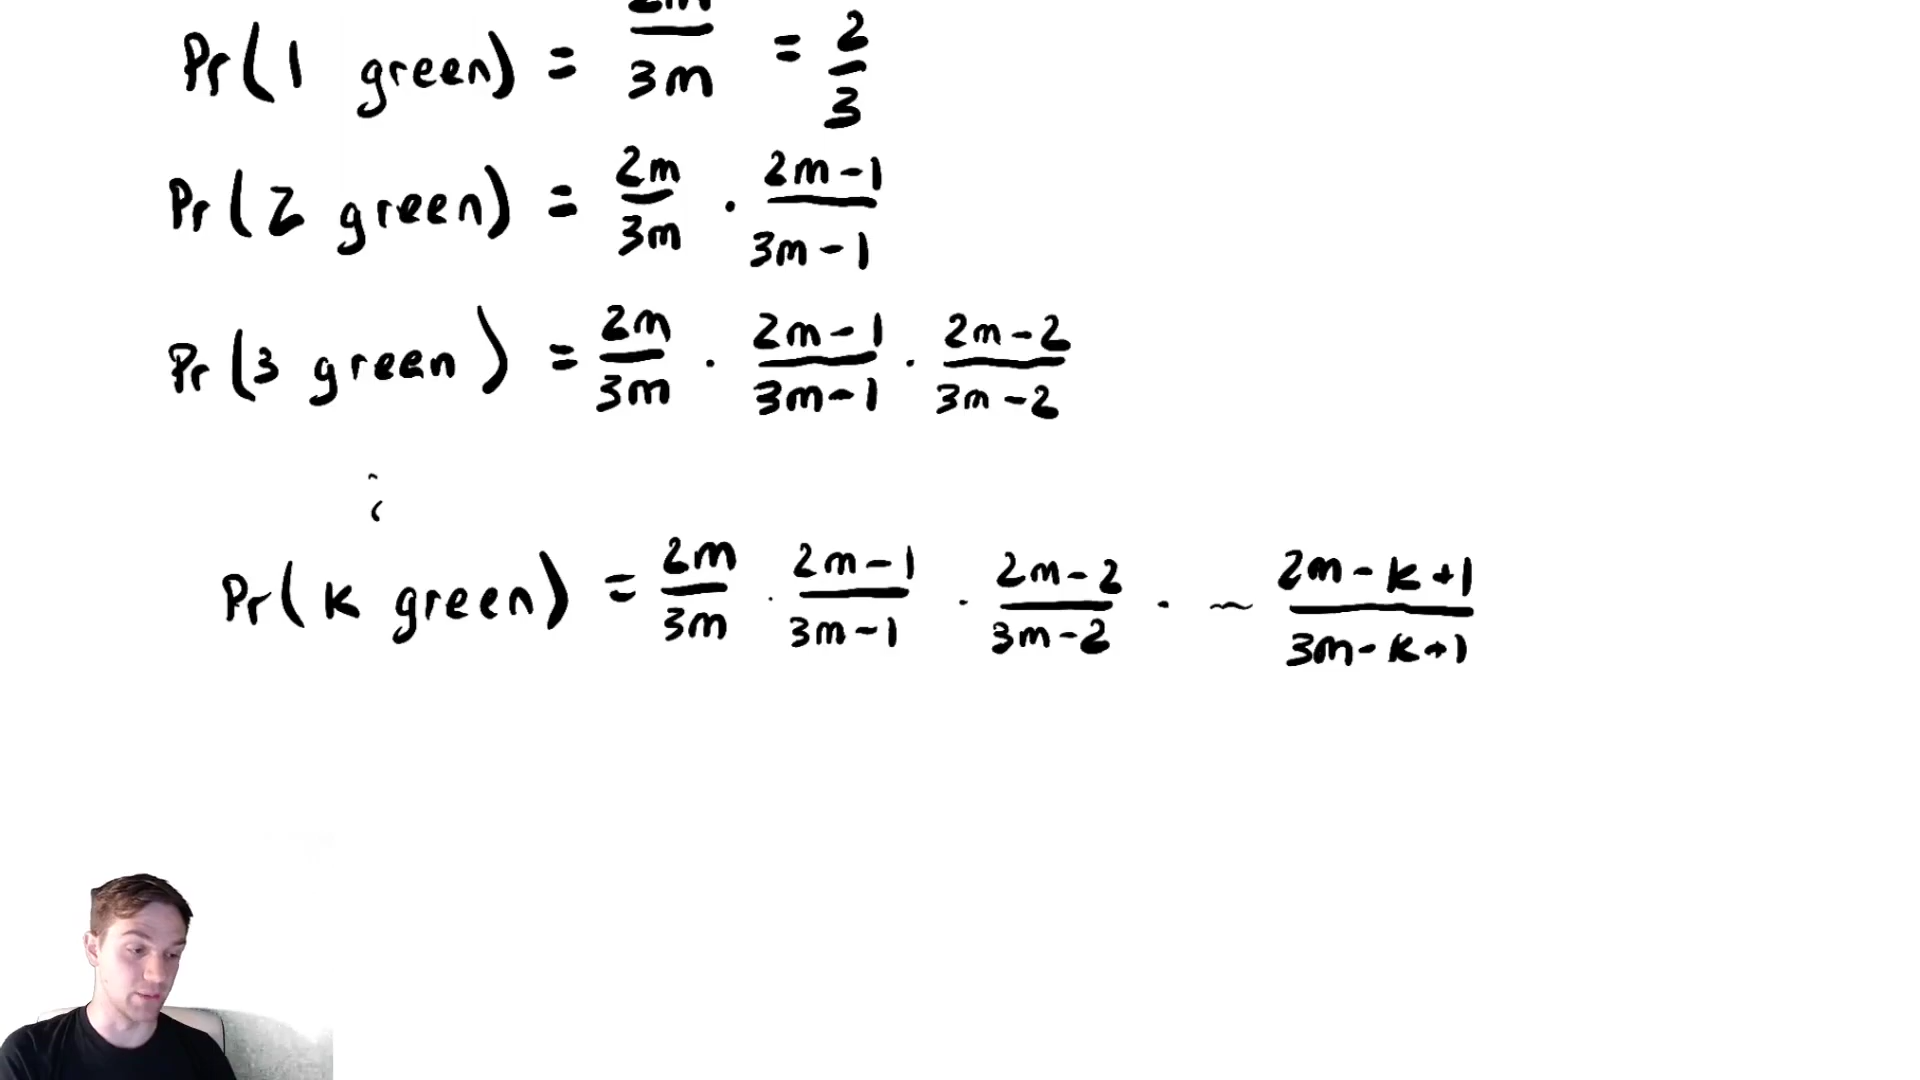 Pr(1 green) = 2m/3m = 2/3
Pr(2 green) = 2m/3m · 2m-1/3m-1
Pr(3 green) = 2m/3m · 2m-1/3m-1 · 2m-2/3m-2
⋮
Pr(k green) = 2m/3m · 2m-1/3m-1 · 2m-2/3m-2 · ... 2m-k+1/3m-k+1